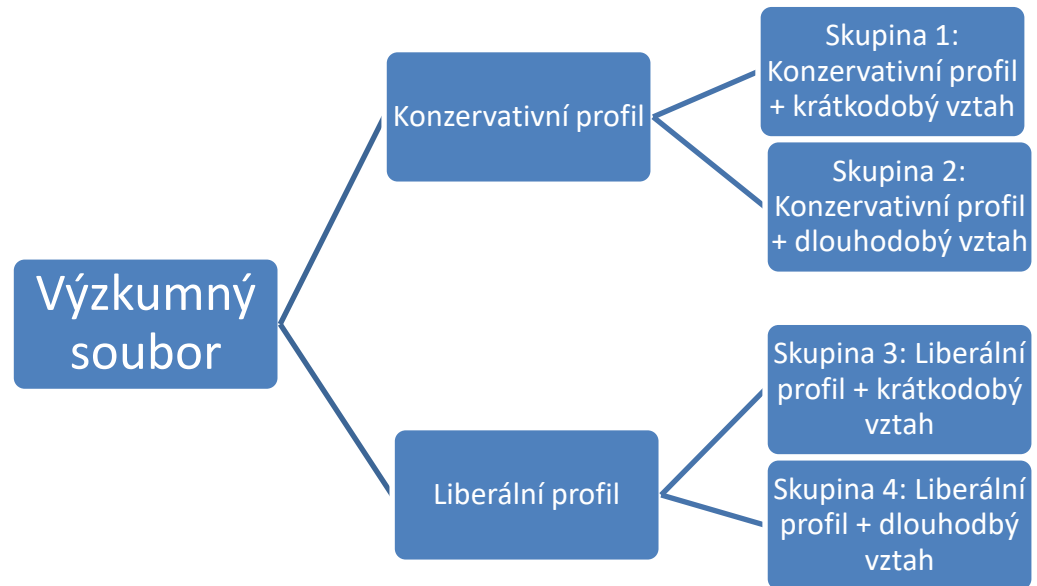 Výzkumný
soubor
Konzervativní profil
Skupina 1:
Konzervativní profil
+ krátkodobý vztah
Skupina 2:
Konzervativní profil
+ dlouhodobý vztah
Liberální profil
Skupina 3: Liberální
profil + krátkodobý
vztah
Skupina 4: Liberální
profil + dlouhodbý
vztah